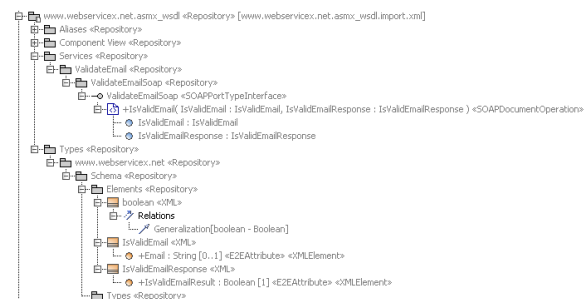 www.webservicex.net.asmx_wsdl «Repository» [www.webservicex.net.asmx_wsdl.import.xml]
Aliases «Repository»
Component View «Repository»
Services «Repository»
ValidateEmail «Repository»
ValidateEmailSoap «Repository»
ValidateEmailSoap «SOAPPortTypeInterface»
+IsValidEmail( IsValidEmail : IsValidEmail, IsValidEmailResponse : IsValidEmailResponse ) «SOAPDocumentOperation»
IsValidEmail : IsValidEmail
IsValidEmailResponse : IsValidEmailResponse
Types «Repository»
www.webservicex.net «Repository»
Schema «Repository»
Elements «Repository»
boolean «XML»
Relations
Generalization[boolean - Boolean]
IsValidEmail «XML»
+Email : String [0..1] «E2EAttribute» «XMLElement»
IsValidEmailResponse «XML»
+IsValidEmailResult : Boolean [1] «E2EAttribute» «XMLElement»
Types «Repository»